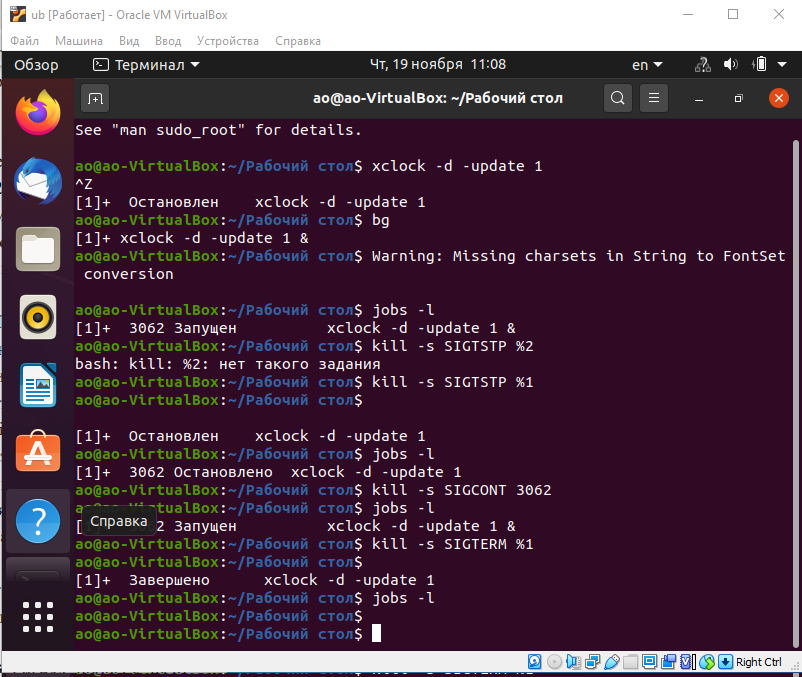 ub [Работает] - Oracle VM VirtualBox
Файл Машина Вид Ввод Устройства Справка
Обзор Терминал Чт, 19 ноября 11:08 en
ao@ao-VirtualBox: ~/Рабочий стол
See "man sudo_root" for details.
ao@ao-VirtualBox:~/Рабочий стол$ xclock -d -update 1
^Z
[1]+  Остановлен    xclock -d -update 1
ao@ao-VirtualBox:~/Рабочий стол$ bg
[1]+ xclock -d -update 1 &
ao@ao-VirtualBox:~/Рабочий стол$ Warning: Missing charsets in String to FontSet
 conversion
ao@ao-VirtualBox:~/Рабочий стол$ jobs -l
[1]+  3062 Запущен          xclock -d -update 1 &
ao@ao-VirtualBox:~/Рабочий стол$ kill -s SIGTSTP %2
bash: kill: %2: нет такого задания
ao@ao-VirtualBox:~/Рабочий стол$ kill -s SIGTSTP %1
ao@ao-VirtualBox:~/Рабочий стол$
[1]+  Остановлен    xclock -d -update 1
ao@ao-VirtualBox:~/Рабочий стол$ jobs -l
[1]+  3062 Остановлено  xclock -d -update 1
ao@ao-VirtualBox:~/Рабочий стол$ kill -s SIGCONT 3062
ao@ao-VirtualBox:~/Рабочий стол$ jobs -l
Справка
[ 2 Запущен          xclock -d -update 1 &
ao@ao-VirtualBox:~/Рабочий стол$ kill -s SIGTERM %1
ao@ao-VirtualBox:~/Рабочий стол$
[1]+  Завершено      xclock -d -update 1
ao@ao-VirtualBox:~/Рабочий стол$ jobs -l
ao@ao-VirtualBox:~/Рабочий стол$
ao@ao-VirtualBox:~/Рабочий стол$
Right Ctrl